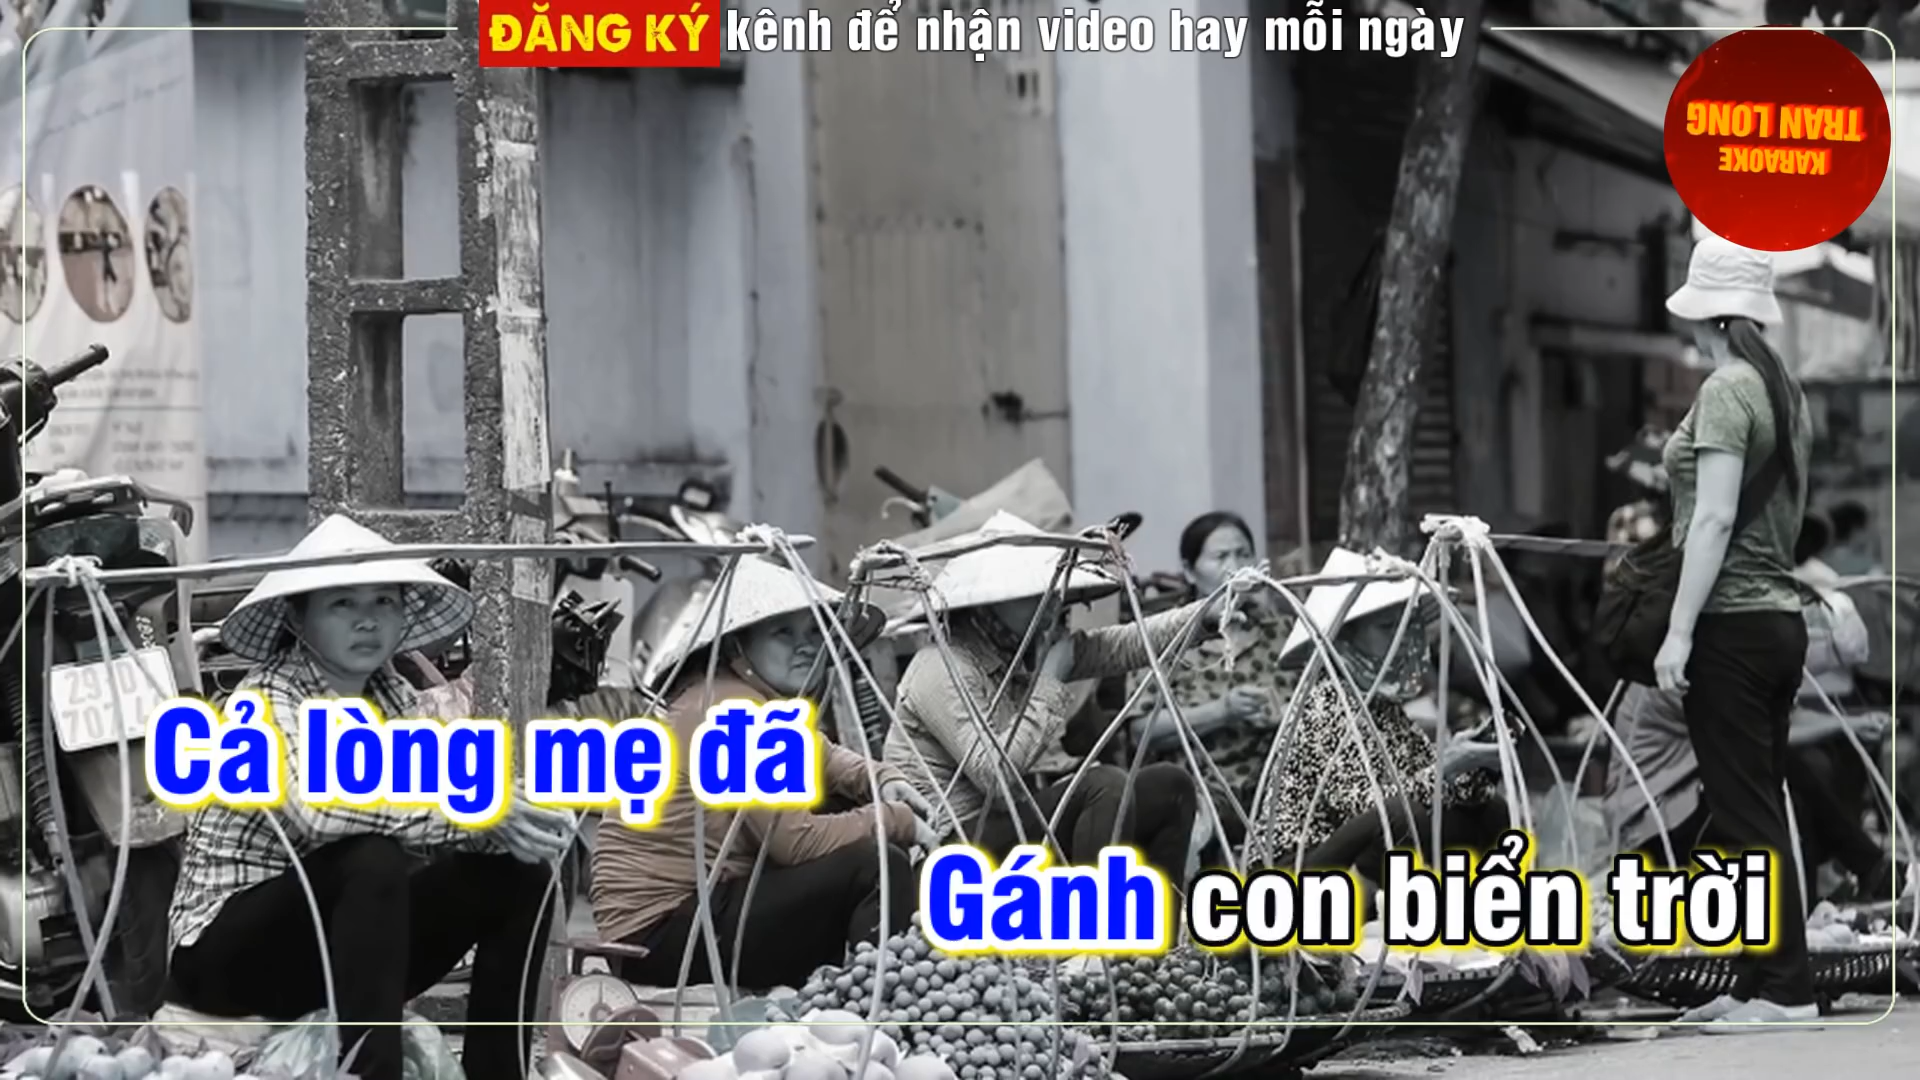 ĐĂNG KÝ kênh để nhận video hay mỗi ngày
KARAOKE
TRAN LONG
Cả lòng mẹ đã
Gánh con biển trời